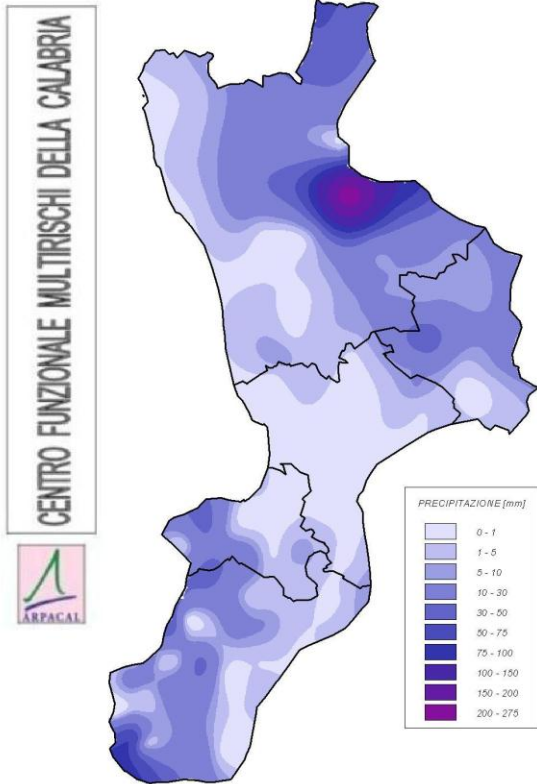 CENTRO FUNZIONALE MULTIRISCHI DELLA CALABRIA
ARPACAL
PRECIPITAZIONE [mm]
0 - 1
1 - 5
5 - 10
10 - 30
30 - 50
50 - 75
75 - 100
100 - 150
150 - 200
200 - 275